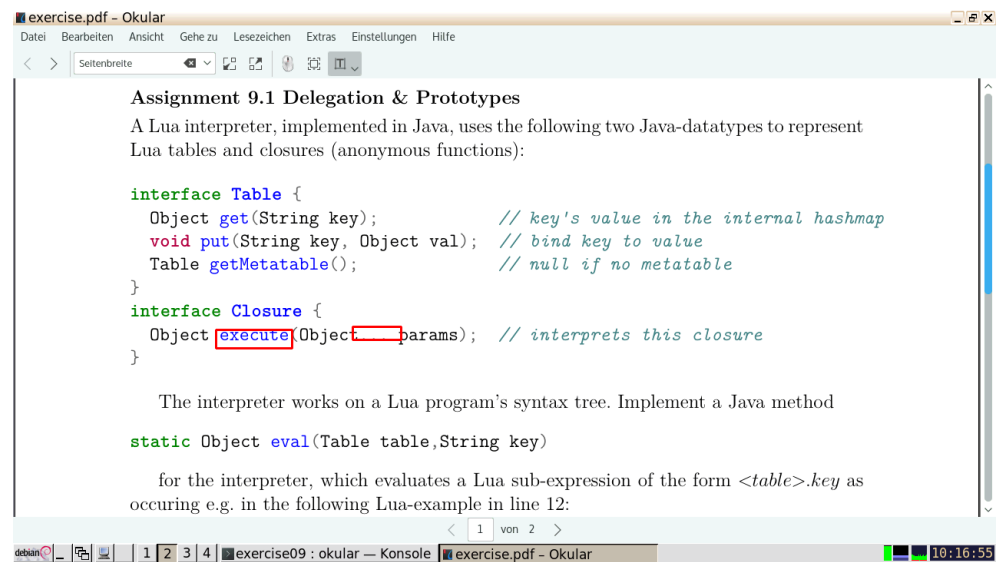 exercise.pdf – Okular
Datei Bearbeiten Ansicht Gehe zu Lesezeichen Extras Einstellungen Hilfe
Seitenbreite
Assignment 9.1 Delegation & Prototypes
A Lua interpreter, implemented in Java, uses the following two Java-datatypes to represent
Lua tables and closures (anonymous functions):
interface Table {
Object get(String key); // key's value in the internal hashmap
void put(String key, Object val); // bind key to value
Table getMetatable(); // null if no metatable
}
interface Closure {
Object execute(Object... params); // interprets this closure
}
The interpreter works on a Lua program's syntax tree. Implement a Java method
static Object eval(Table table,String key)
for the interpreter, which evaluates a Lua sub-expression of the form <table>.key as
occuring e.g. in the following Lua-example in line 12:
1 von 2
debian 1 2 3 4 exercise09 : okular — Konsole exercise.pdf – Okular 10:16:55